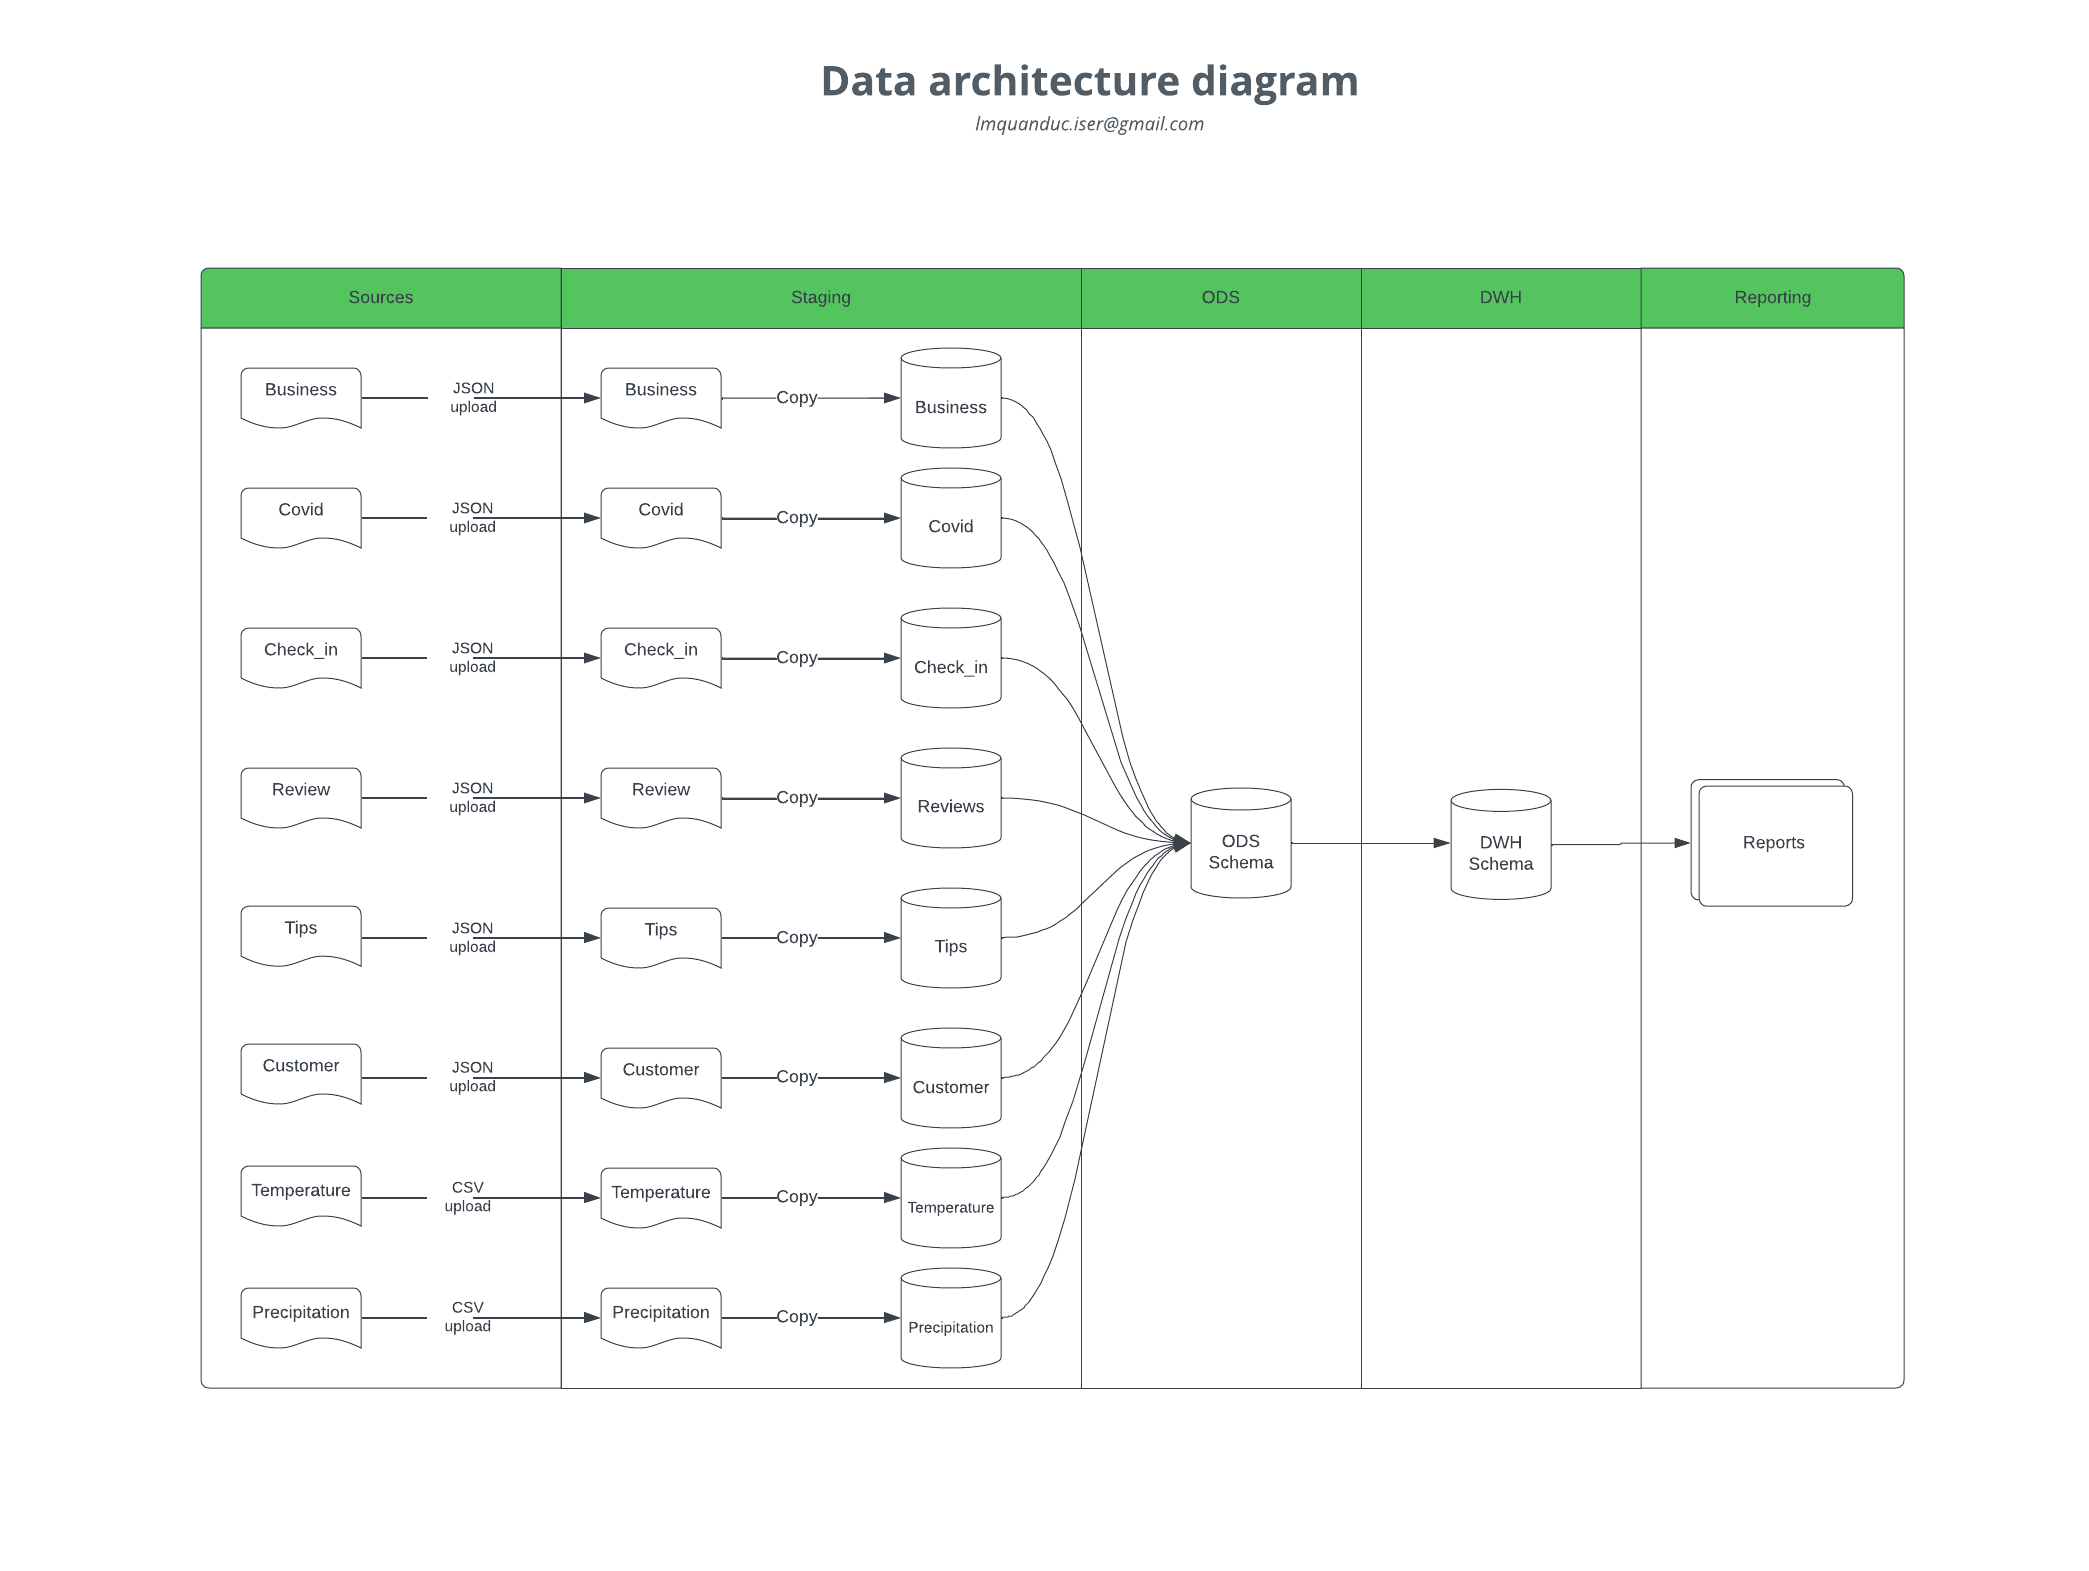 Data architecture diagram
lmquanduc.iser@gmail.com
Sources
Staging
ODS
DWH
Reporting
Business
JSON
upload
Business
Copy
Business
Covid
JSON
upload
Covid
Copy
Covid
Check_in
JSON
upload
Check_in
Copy
Check_in
Review
JSON
upload
Review
Copy
Reviews
Tips
JSON
upload
Tips
Copy
Tips
Customer
JSON
upload
Customer
Copy
Customer
Temperature
CSV
upload
Temperature
Copy
Temperature
Precipitation
CSV
upload
Precipitation
Copy
Precipitation
ODS
Schema
DWH
Schema
Reports